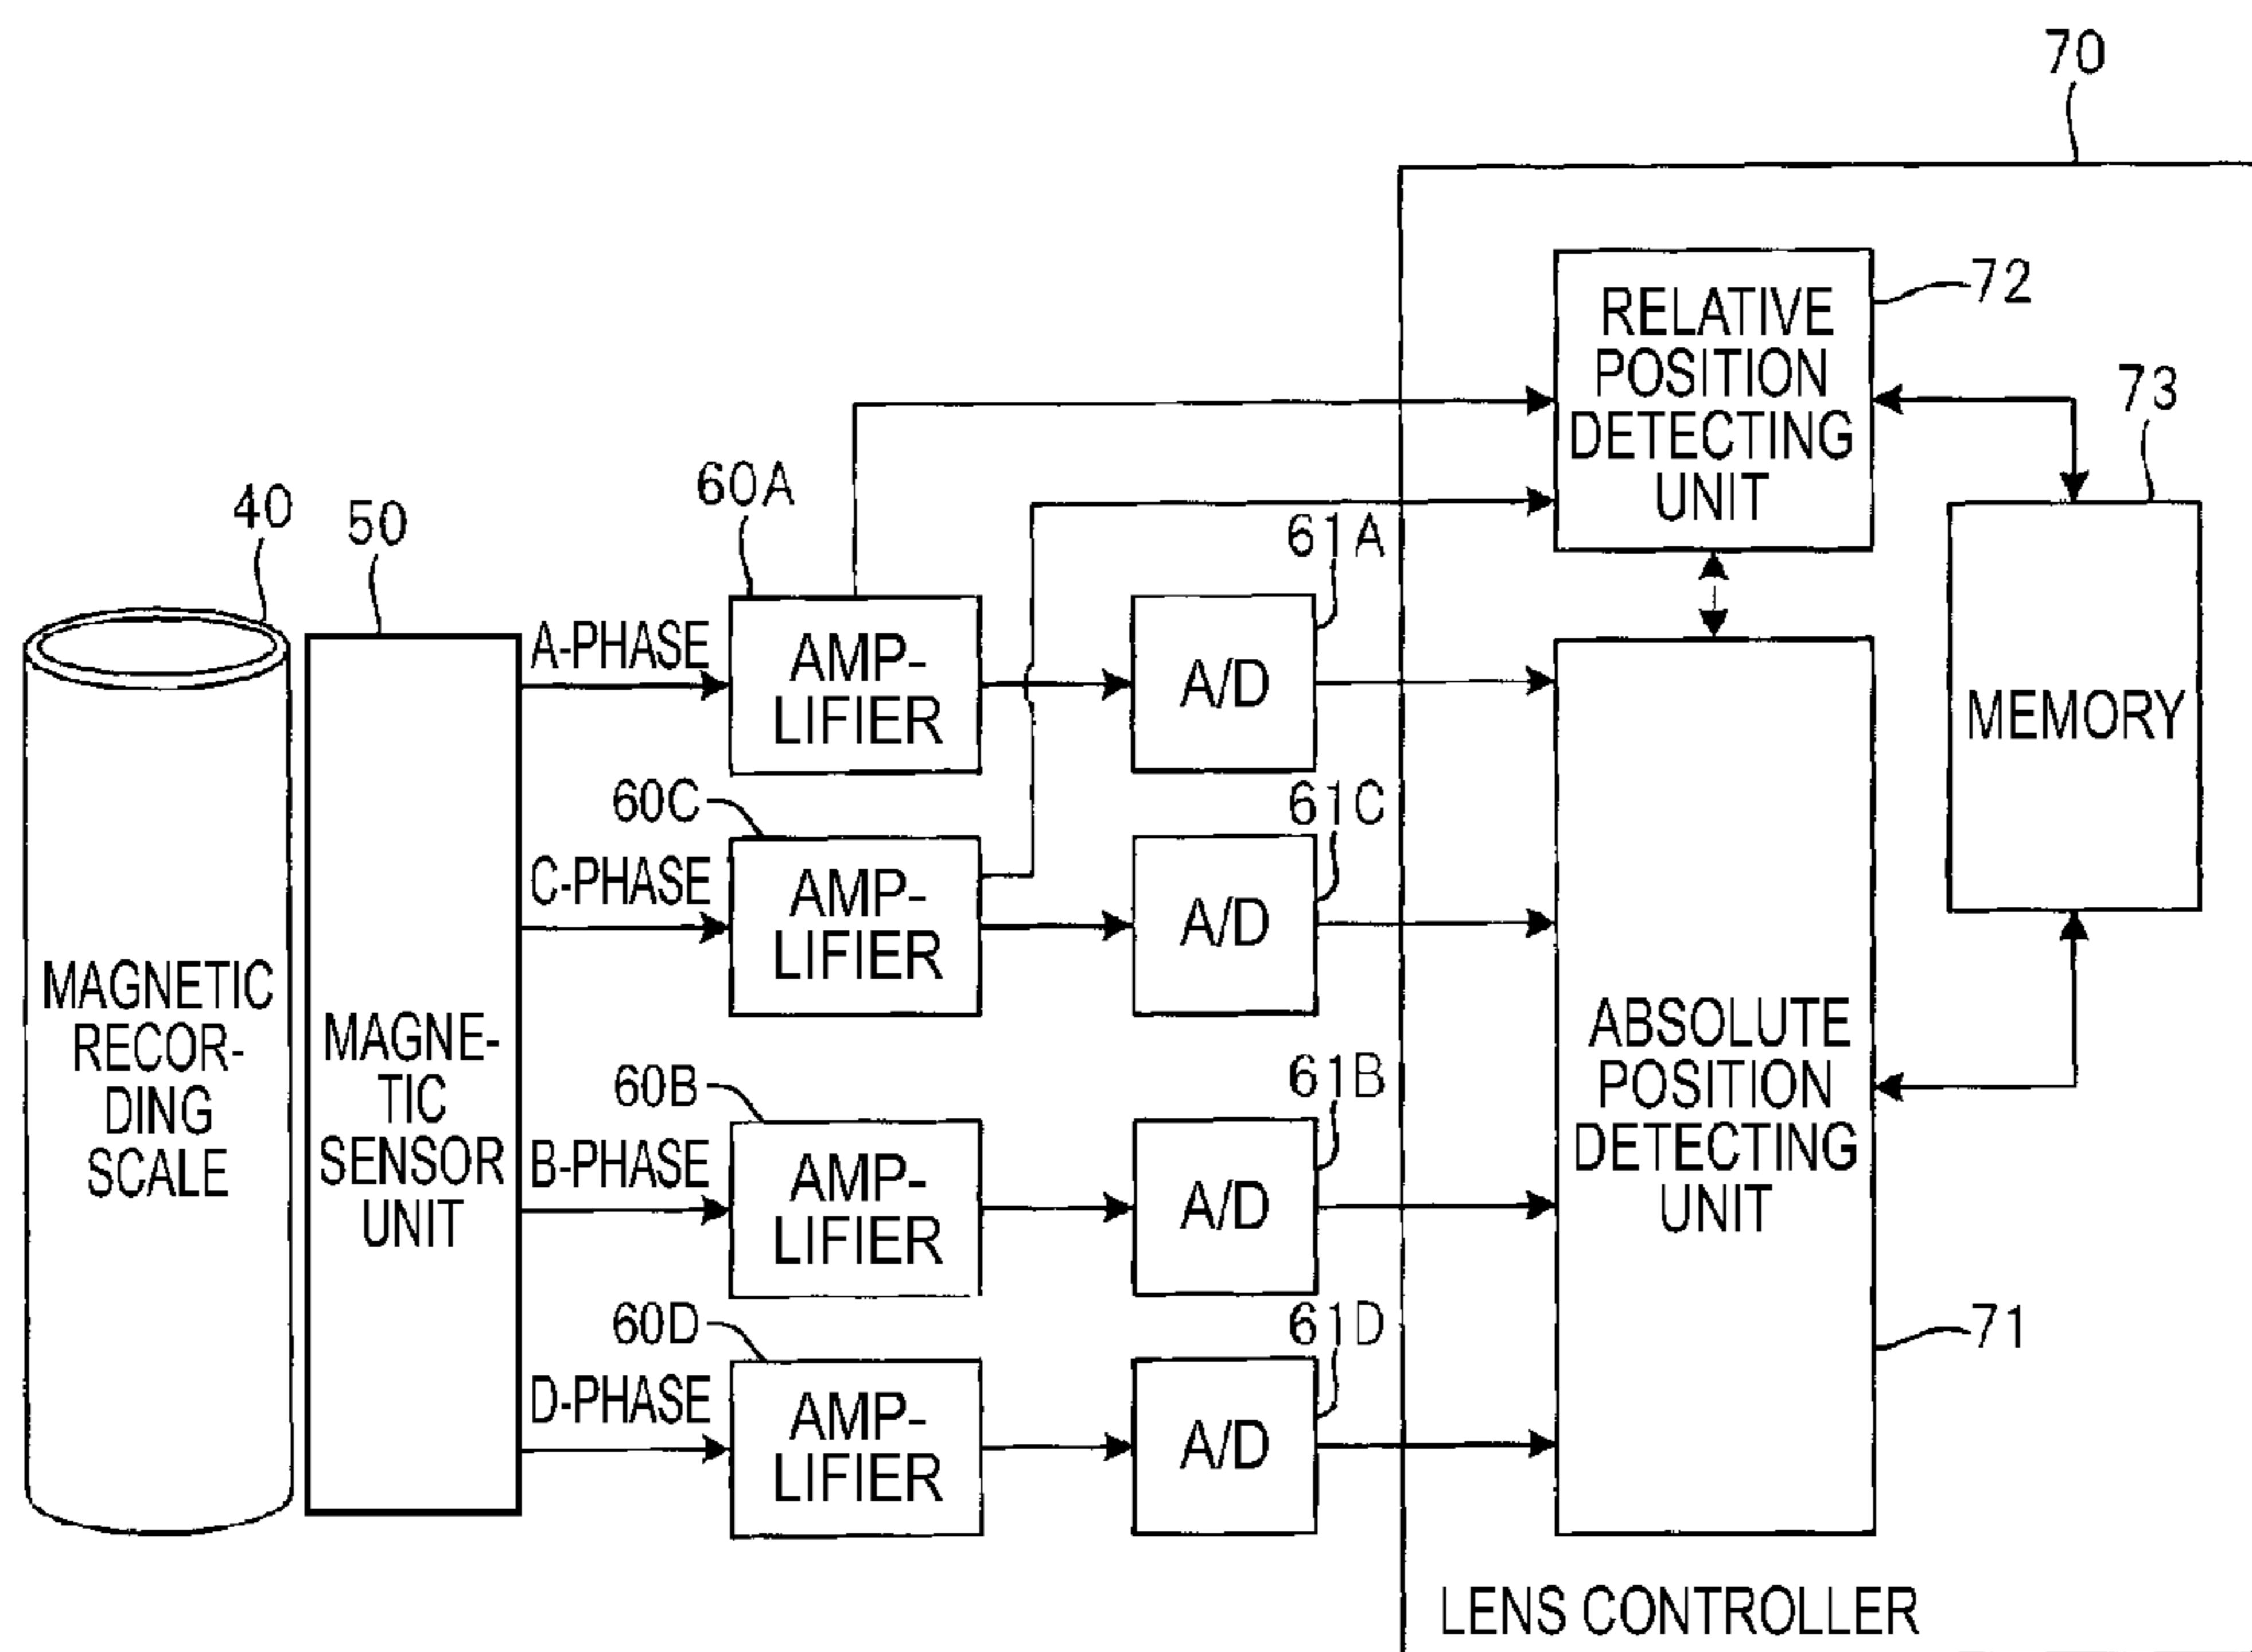 70
RELATIVE
POSITION
DETECTING
UNIT
72
73
MEMORY
40
50
60A
61A
A-PHASE
AMP-
LIFIER
A/D
60C
61C
C-PHASE
AMP-
LIFIER
A/D
MAGNETIC
RECOR-
DING
SCALE
MAGNE-
TIC
SENSOR
UNIT
60B
61B
B-PHASE
AMP-
LIFIER
A/D
ABSOLUTE
POSITION
DETECTING
UNIT
60D
61D
71
D-PHASE
AMP-
LIFIER
A/D
LENS CONTROLLER